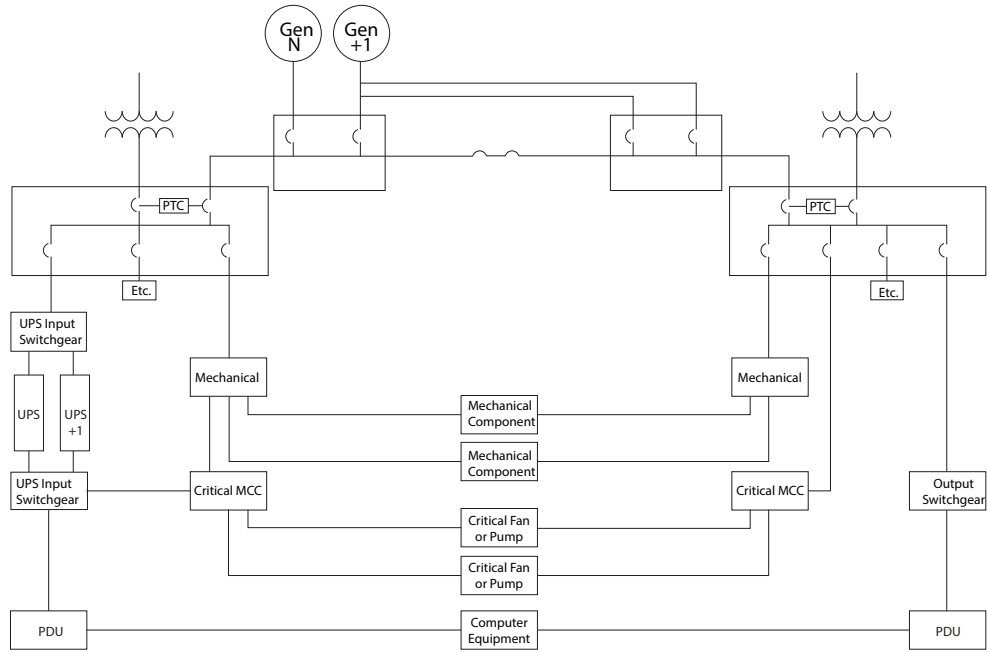 Gen
N
Gen
+1
PTC
PTC
Etc.
Etc.
UPS Input
Switchgear
Mechanical
Mechanical
UPS
UPS
+1
Mechanical
Component
Mechanical
Component
UPS Input
Switchgear
Critical MCC
Critical MCC
Output
Switchgear
Critical Fan
or Pump
Critical Fan
or Pump
PDU
Computer
Equipment
PDU